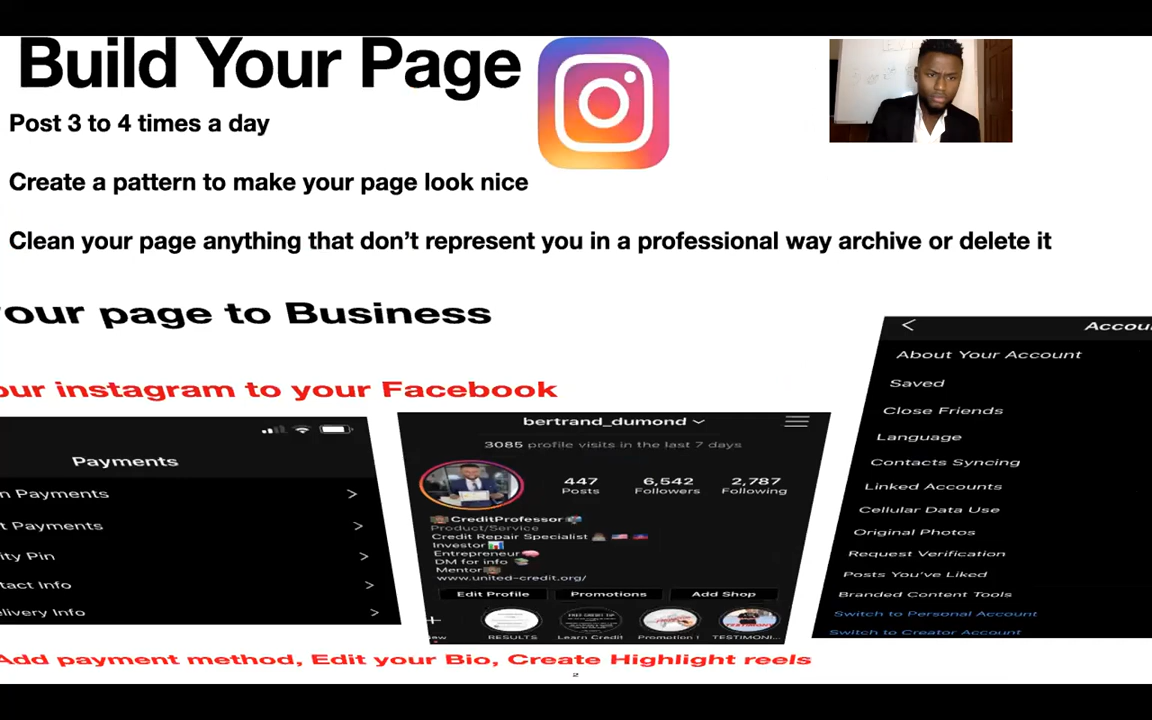 Build Your Page
Post 3 to 4 times a day
Create a pattern to make your page look nice
Clean your page anything that don't represent you in a professional way archive or delete it
your page to Business
our instagram to your Facebook
Payments
n Payments
t Payments
ity Pin
tact Info
elivery Info
bertrand_dumond
3085 profile visits in the last 7 days
447 6,542 2,787
Posts Followers Following
CreditProfessor
Product/Service
Credit Repair Specialist
Investor
Entrepreneur
DM for info
Mentor
www.united-credit.org/
Edit Profile Promotions Add Shop
ew RESULTS Learn Credit Promotion ! TESTIMONI...
FREE CREDIT TIP
Accou
About Your Account
Saved
Close Friends
Language
Contacts Syncing
Linked Accounts
Cellular Data Use
Original Photos
Request Verification
Posts You've Liked
Branded Content Tools
Switch to Personal Account
Switch to Creator Account
Add payment method, Edit your Bio, Create Highlight reels